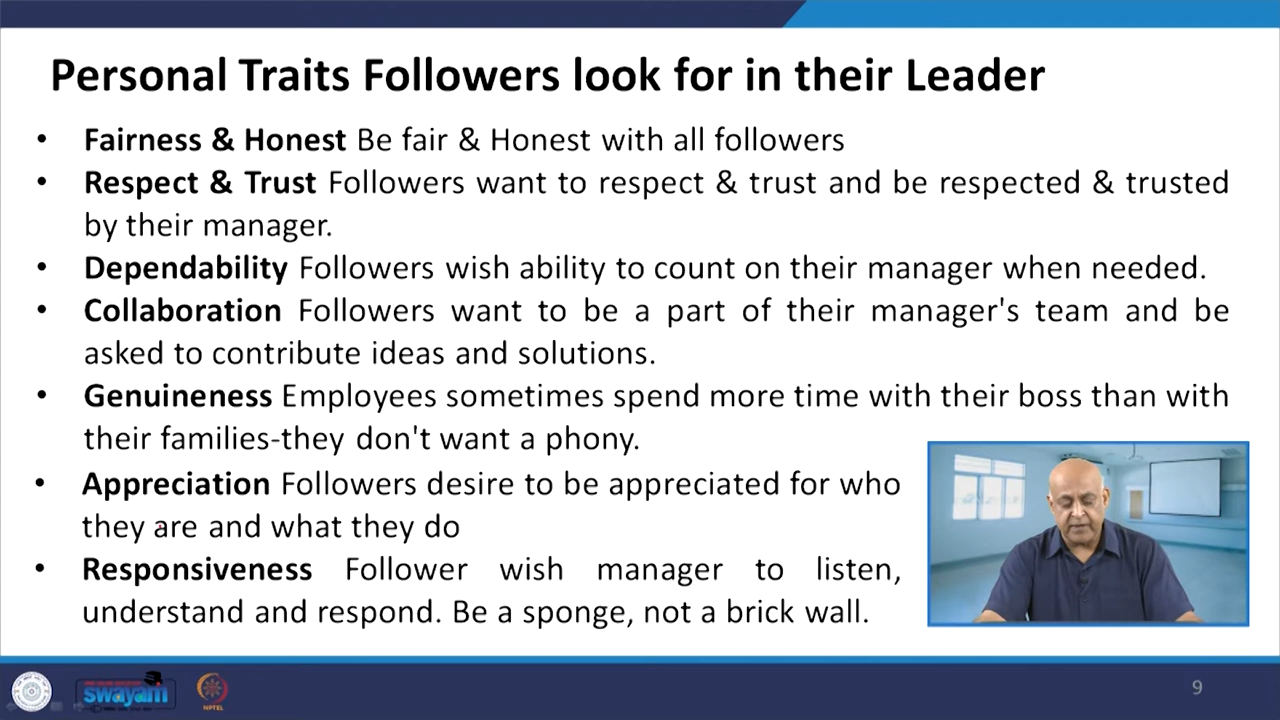 Personal Traits Followers look for in their Leader
• Fairness & Honest Be fair & Honest with all followers
• Respect & Trust Followers want to respect & trust and be respected & trusted
by their manager.
• Dependability Followers wish ability to count on their manager when needed.
• Collaboration Followers want to be a part of their manager's team and be
asked to contribute ideas and solutions.
• Genuineness Employees sometimes spend more time with their boss than with
their families-they don't want a phony.
• Appreciation Followers desire to be appreciated for who
they are and what they do
• Responsiveness Follower wish manager to listen,
understand and respond. Be a sponge, not a brick wall.
swayam
NPTEL
9